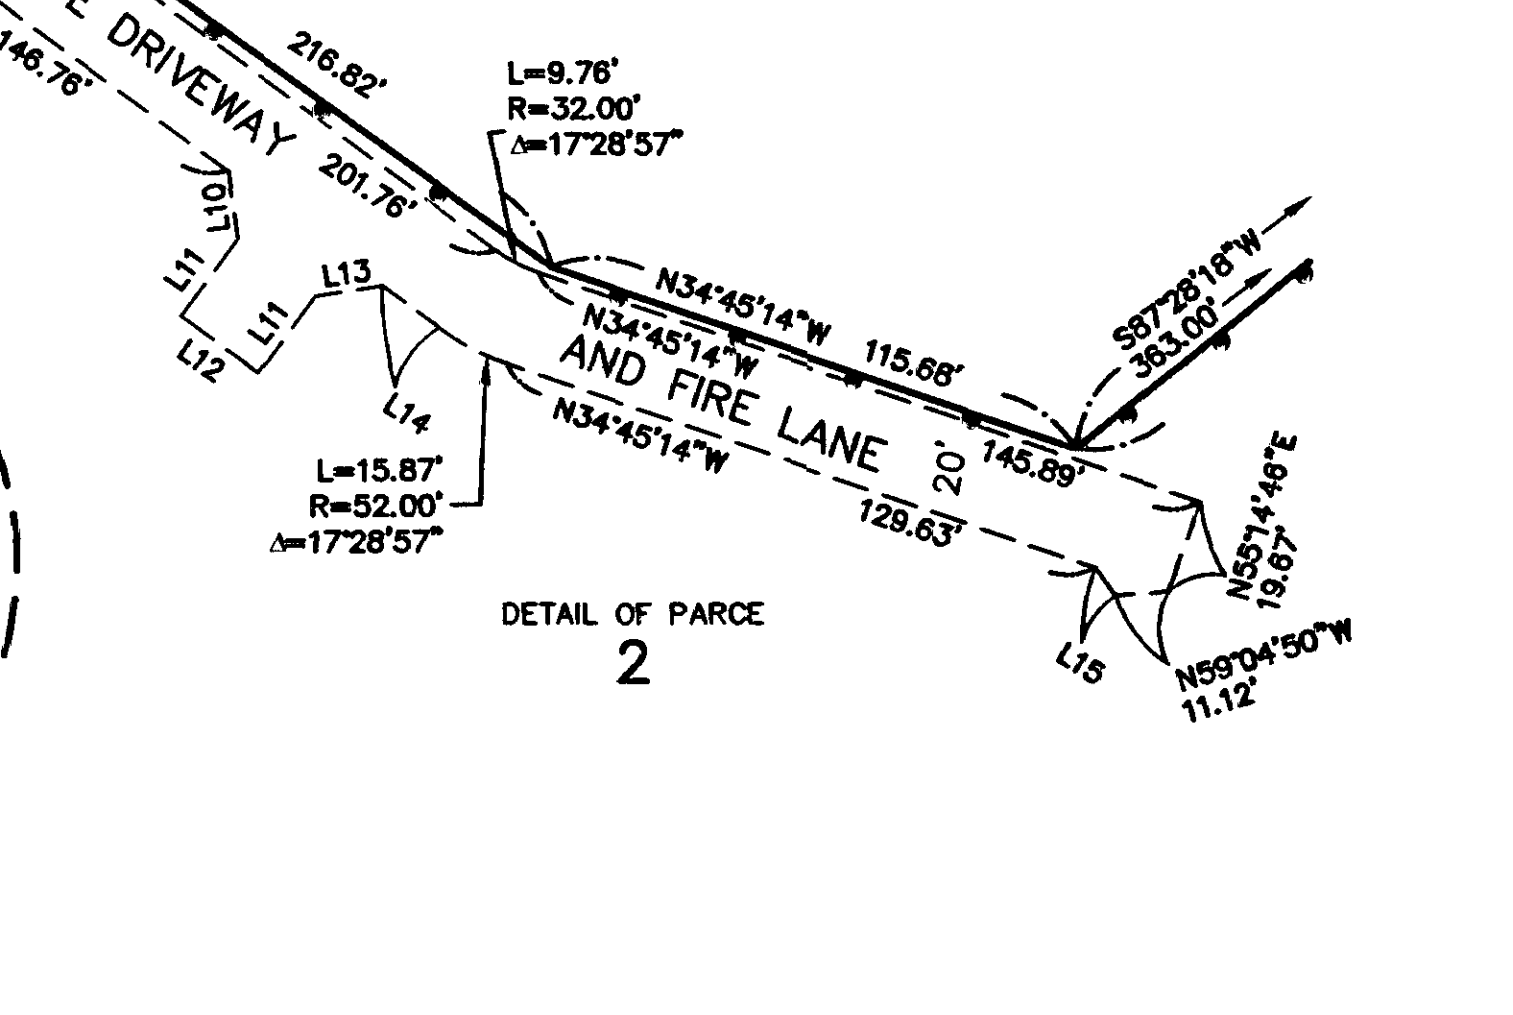 E DRIVEWAY
146.76'
216.82'
201.76'
L=9.76'
R=32.00'
Δ=17°28'57"
L10
L11
L12
L11
L13
L14
N34°45'14"W
N34°45'14"W
AND FIRE LANE
N34°45'14"W
115.68'
145.89'
20'
129.63'
S87°28'18"W
363.00'
L=15.87'
R=52.00'
Δ=17°28'57"
N55°14'46"E
19.67'
L15
N59°04'50"W
11.12'
DETAIL OF PARCE
2